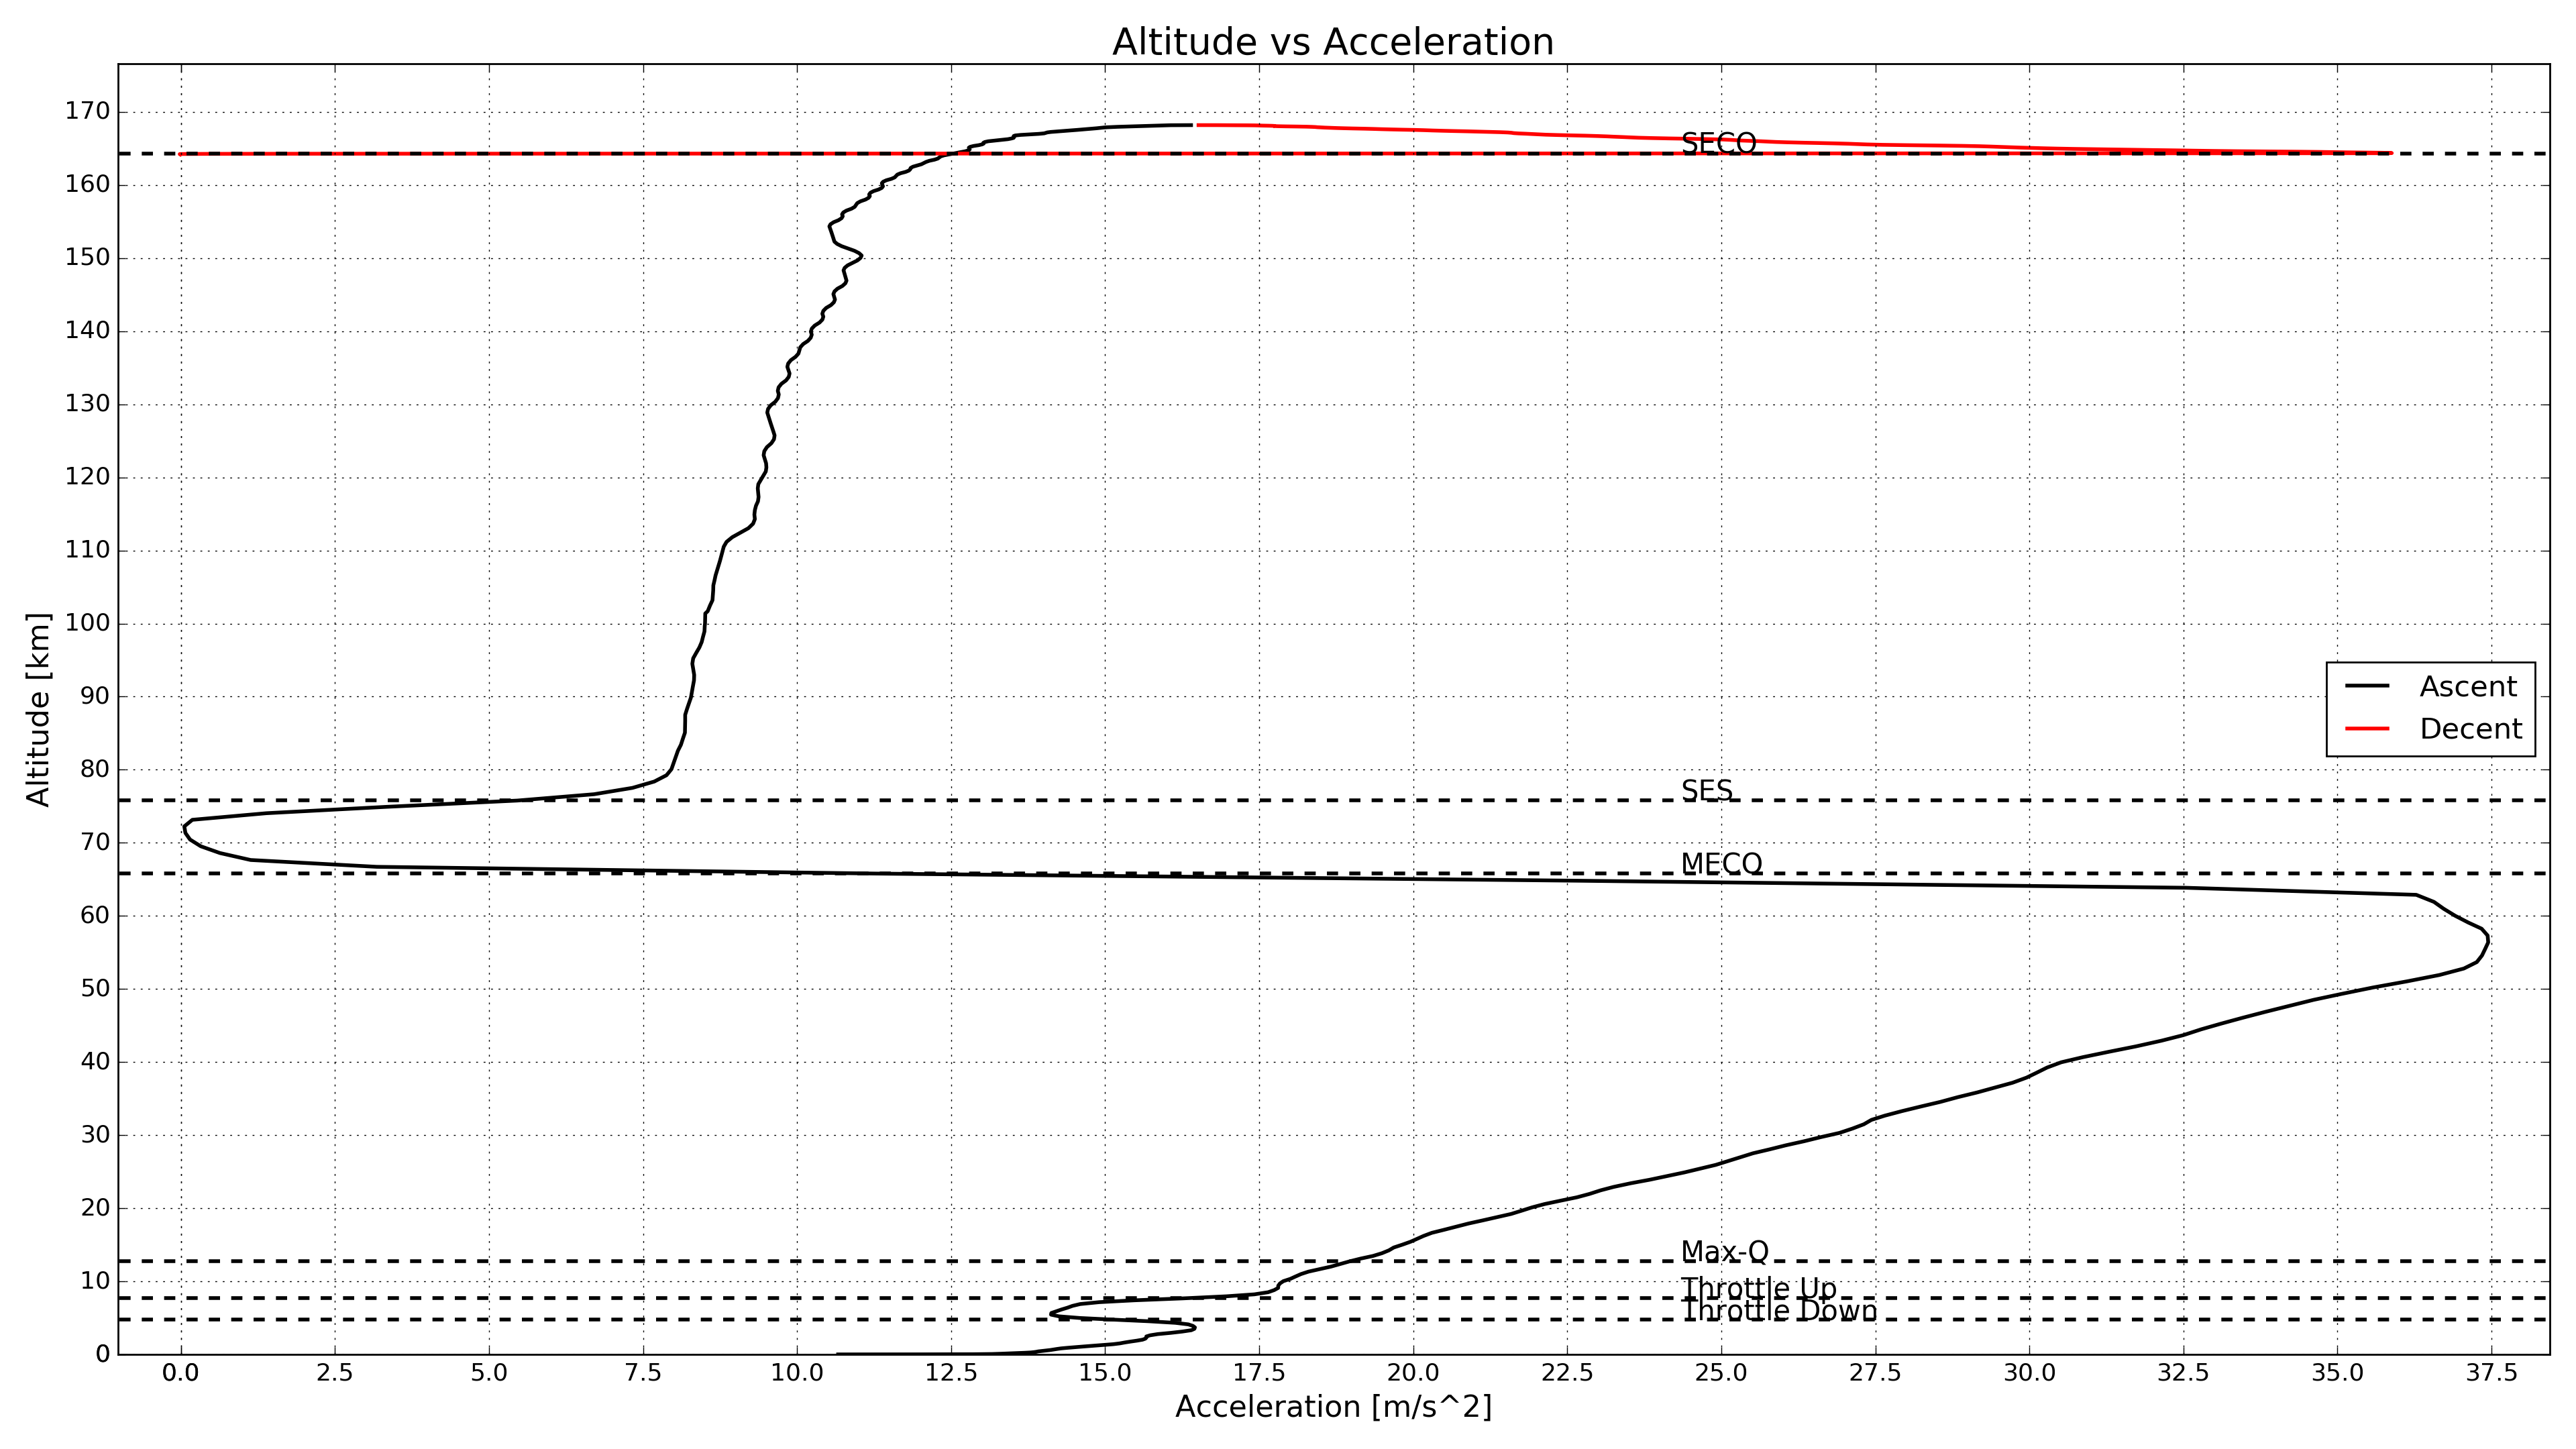 Altitude vs Acceleration
170
160
150
140
130
120
110
100
90
80
70
60
50
40
30
20
10
0
Altitude [km]
SECO
SES
MECO
Max-Q
Throttle Up
Throttle Down
Ascent
Decent
0.0 2.5 5.0 7.5 10.0 12.5 15.0 17.5 20.0 22.5 25.0 27.5 30.0 32.5 35.0 37.5
Acceleration [m/s^2]